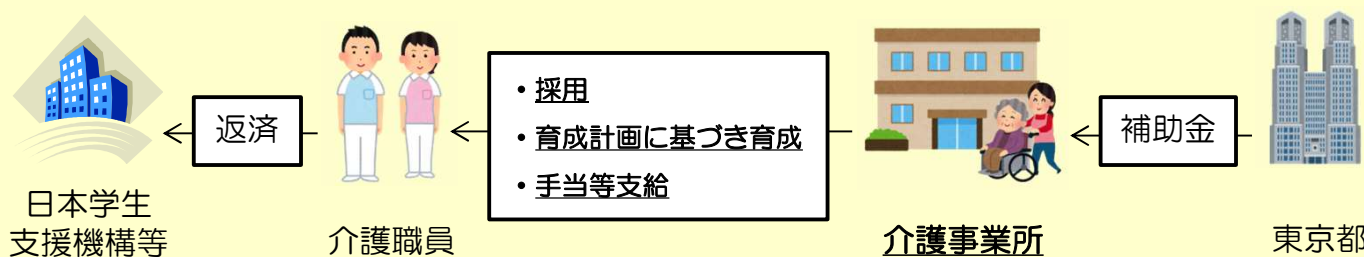 返済
・採用
・育成計画に基づき育成
・手当等支給
補助金
日本学生
支援機構等
介護職員
介護事業所
東京都